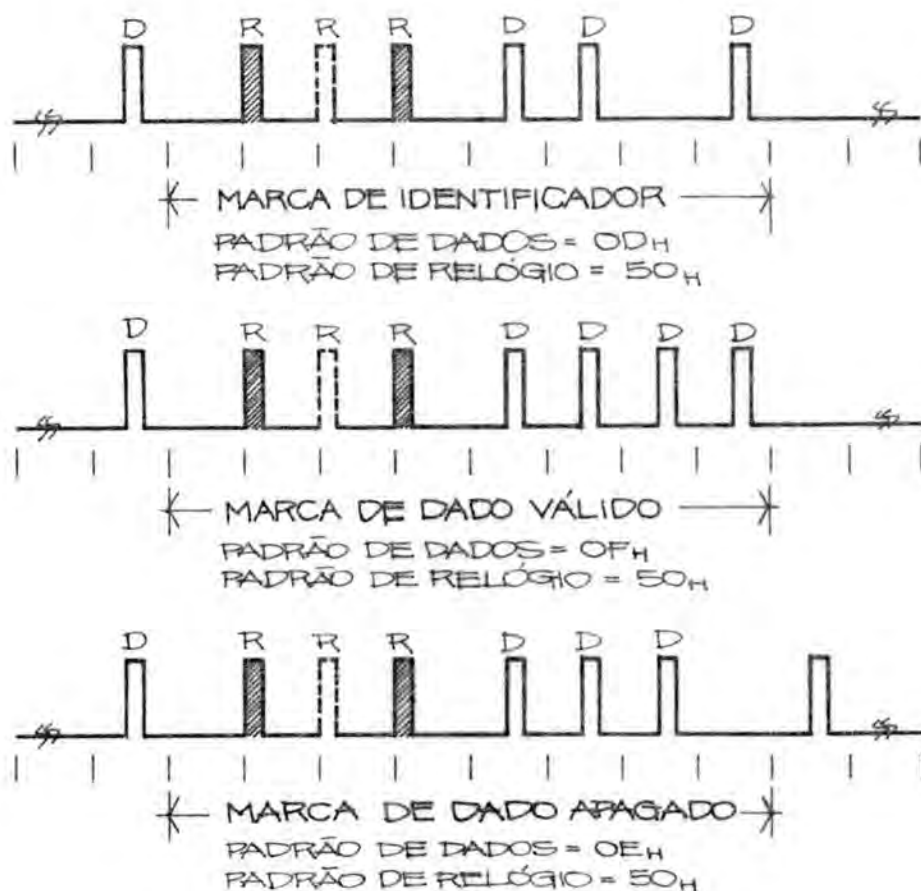 D R R R D D D
MARCA DE IDENTIFICADOR
PADRÃO DE DADOS = 0DH
PADRÃO DE RELÓGIO = 50H
D R R R D D D D
MARCA DE DADO VÁLIDO
PADRÃO DE DADOS = 0FH
PADRÃO DE RELÓGIO = 50H
D R R R D D D
MARCA DE DADO APAGADO
PADRÃO DE DADOS = 0EH
PADRÃO DE RELÓGIO = 50H